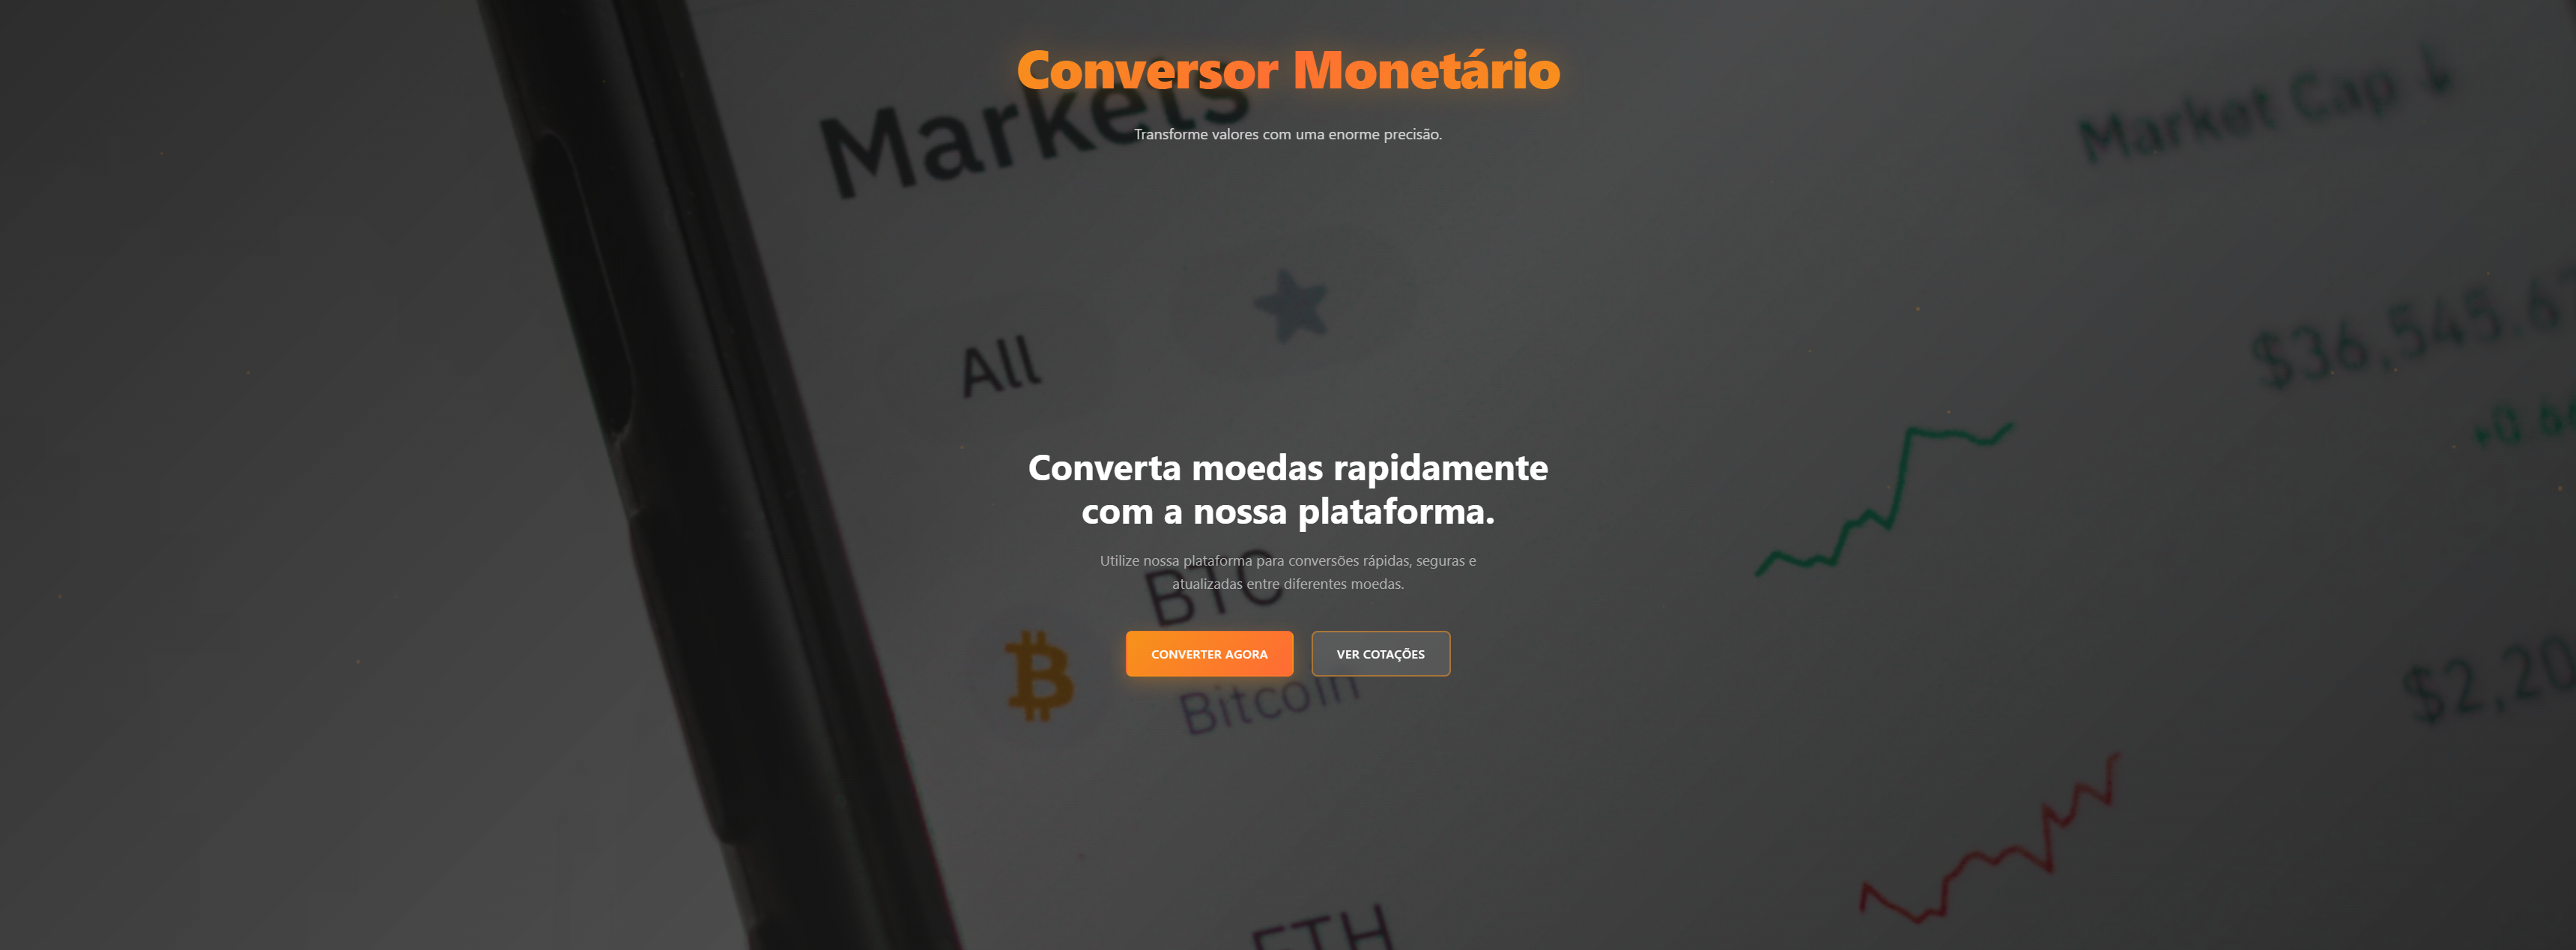 Conversor Monetário
Transforme valores com uma enorme precisão.
Markets
Market Cap ↓
All
$36,545.6
+0.6
Converta moedas rapidamente
com a nossa plataforma.
Utilize nossa plataforma para conversões rápidas, seguras e
atualizadas entre diferentes moedas.
BTC
CONVERTER AGORA
VER COTAÇÕES
Bitcoin
$2,20
ETH